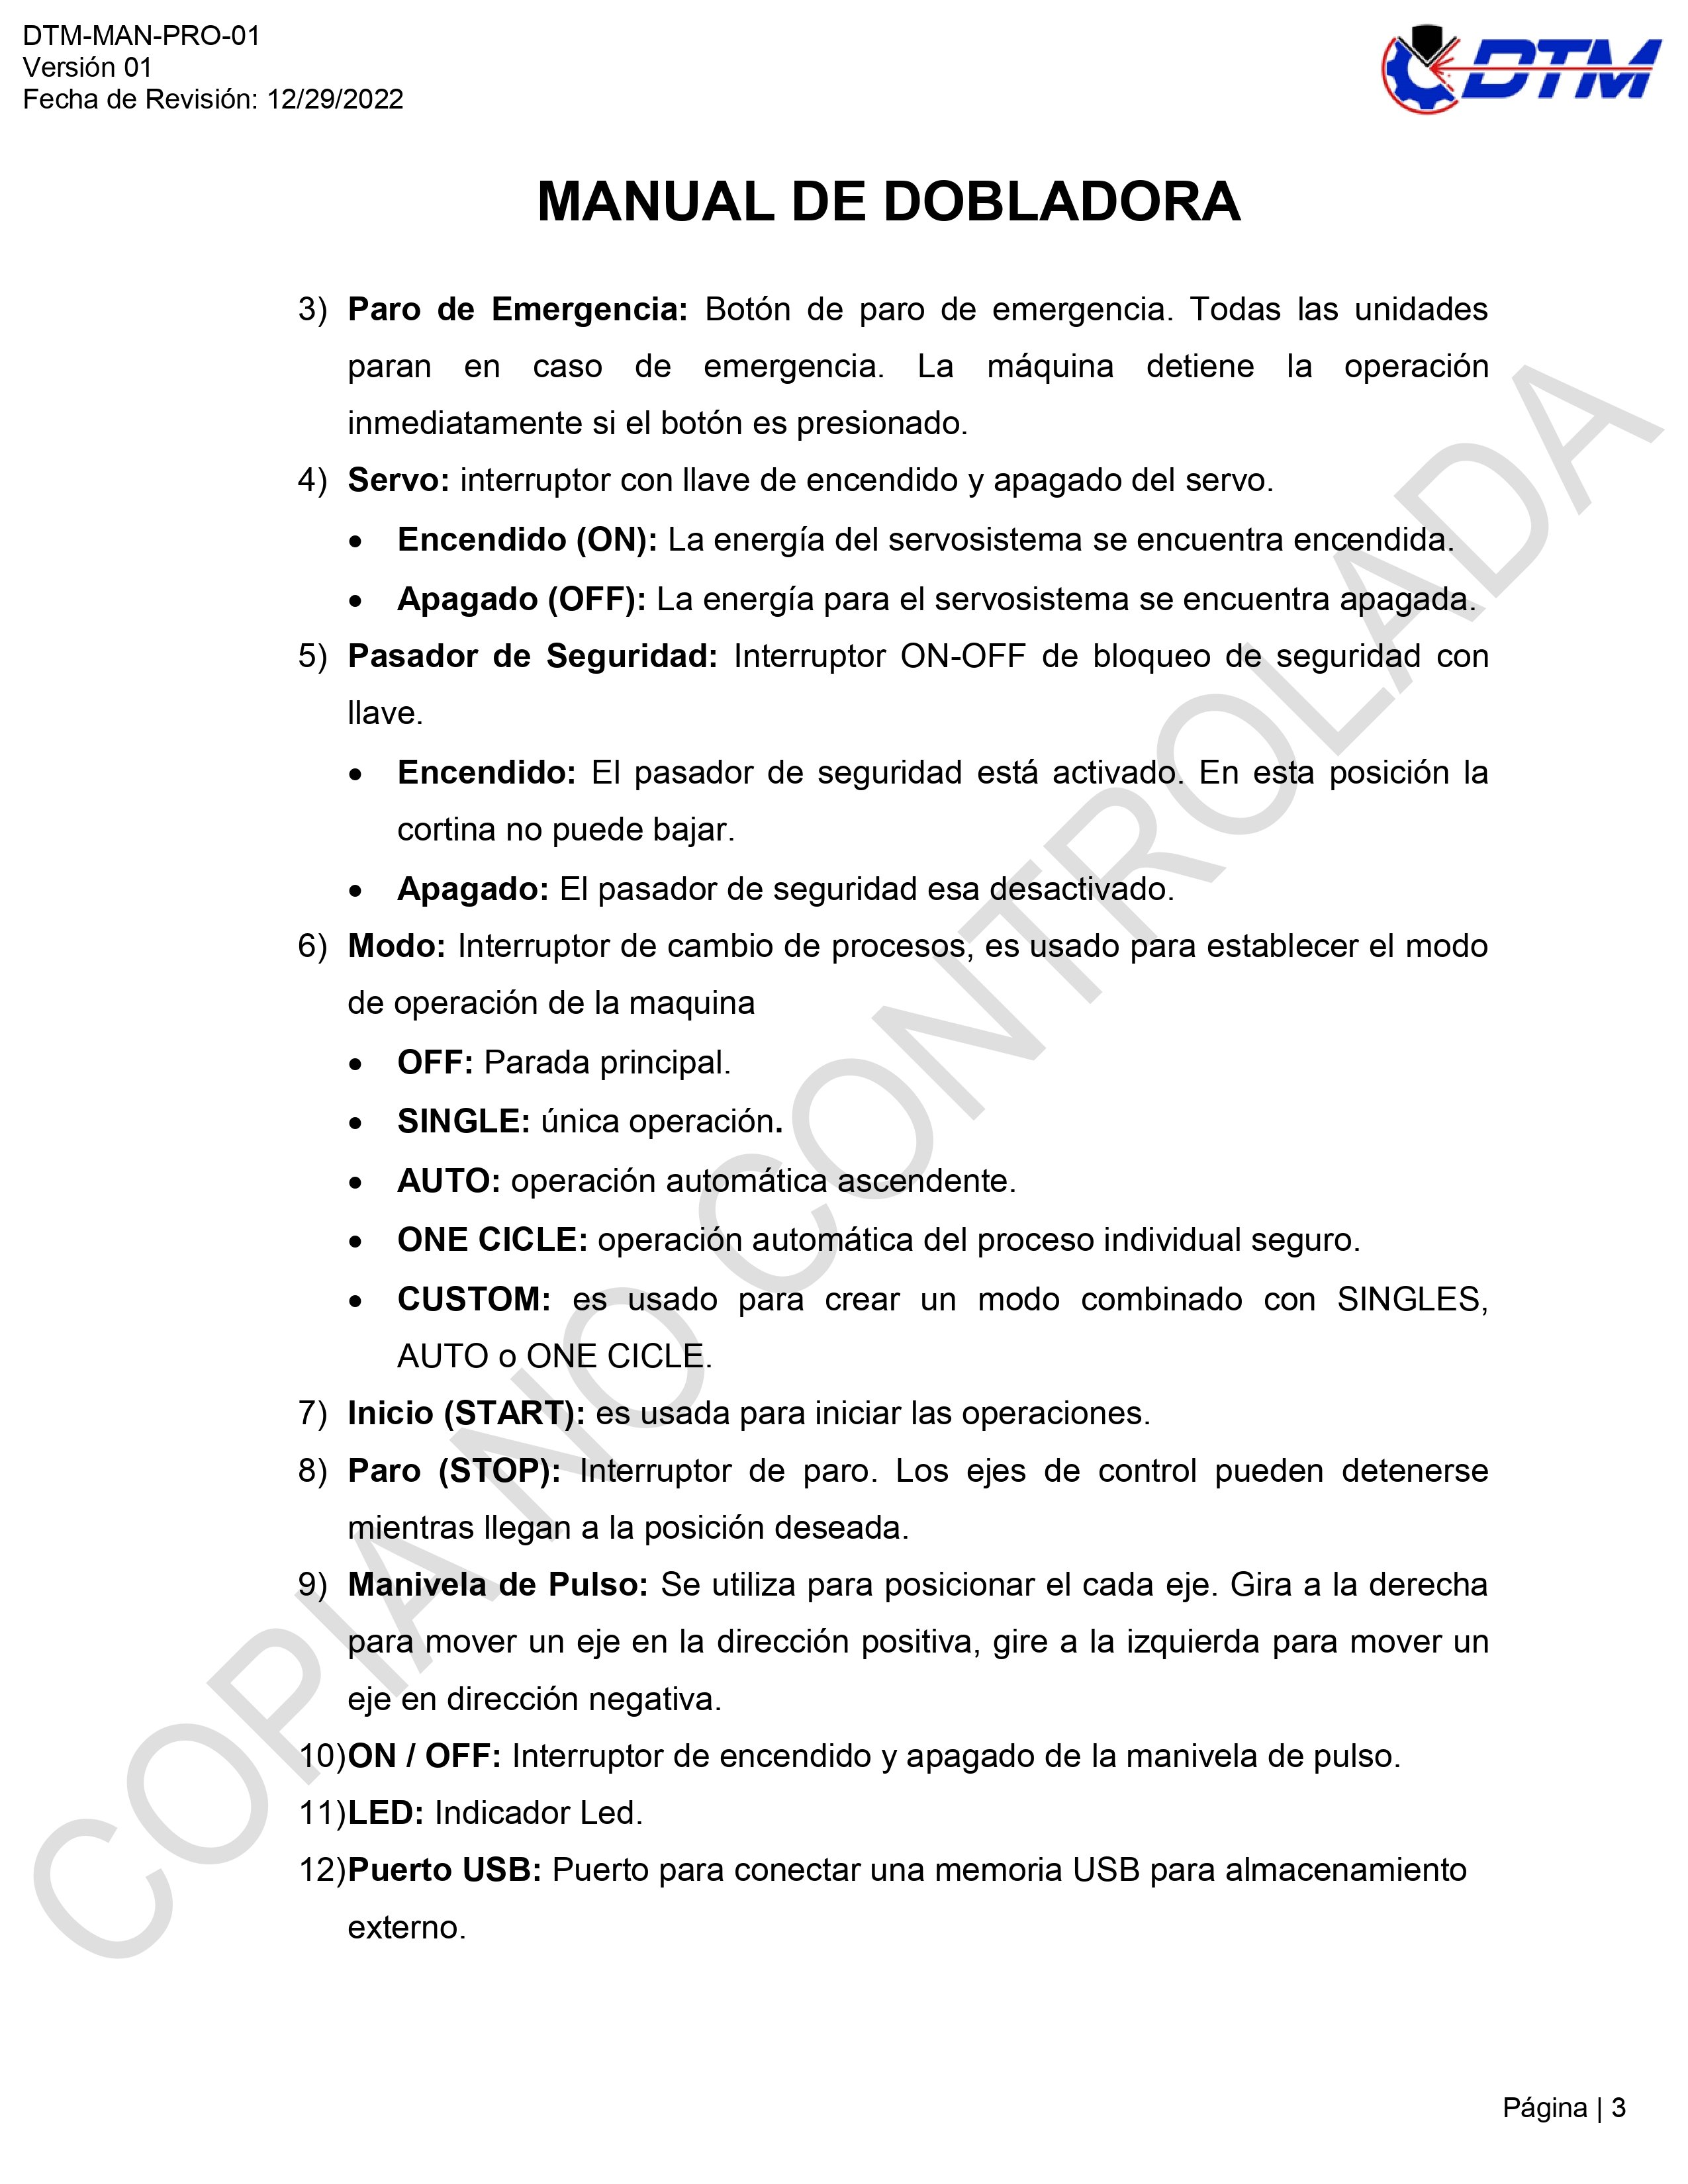 DTM-MAN-PRO-01
Versión 01
Fecha de Revisión: 12/29/2022
DTM
MANUAL DE DOBLADORA
3) Paro de Emergencia: Botón de paro de emergencia. Todas las unidades
paran en caso de emergencia. La máquina detiene la operación
inmediatamente si el botón es presionado.
4) Servo: interruptor con llave de encendido y apagado del servo.
• Encendido (ON): La energía del servosistema se encuentra encendida.
• Apagado (OFF): La energía para el servosistema se encuentra apagada.
5) Pasador de Seguridad: Interruptor ON-OFF de bloqueo de seguridad con
llave.
• Encendido: El pasador de seguridad está activado. En esta posición la
cortina no puede bajar.
• Apagado: El pasador de seguridad esa desactivado.
6) Modo: Interruptor de cambio de procesos, es usado para establecer el modo
de operación de la maquina
• OFF: Parada principal.
• SINGLE: única operación.
• AUTO: operación automática ascendente.
• ONE CICLE: operación automática del proceso individual seguro.
• CUSTOM: es usado para crear un modo combinado con SINGLES,
AUTO o ONE CICLE.
7) Inicio (START): es usada para iniciar las operaciones.
8) Paro (STOP): Interruptor de paro. Los ejes de control pueden detenerse
mientras llegan a la posición deseada.
9) Manivela de Pulso: Se utiliza para posicionar el cada eje. Gira a la derecha
para mover un eje en la dirección positiva, gire a la izquierda para mover un
eje en dirección negativa.
10) ON / OFF: Interruptor de encendido y apagado de la manivela de pulso.
11) LED: Indicador Led.
12) Puerto USB: Puerto para conectar una memoria USB para almacenamiento
externo.
COPIA NO CONTROLADA
Página | 3